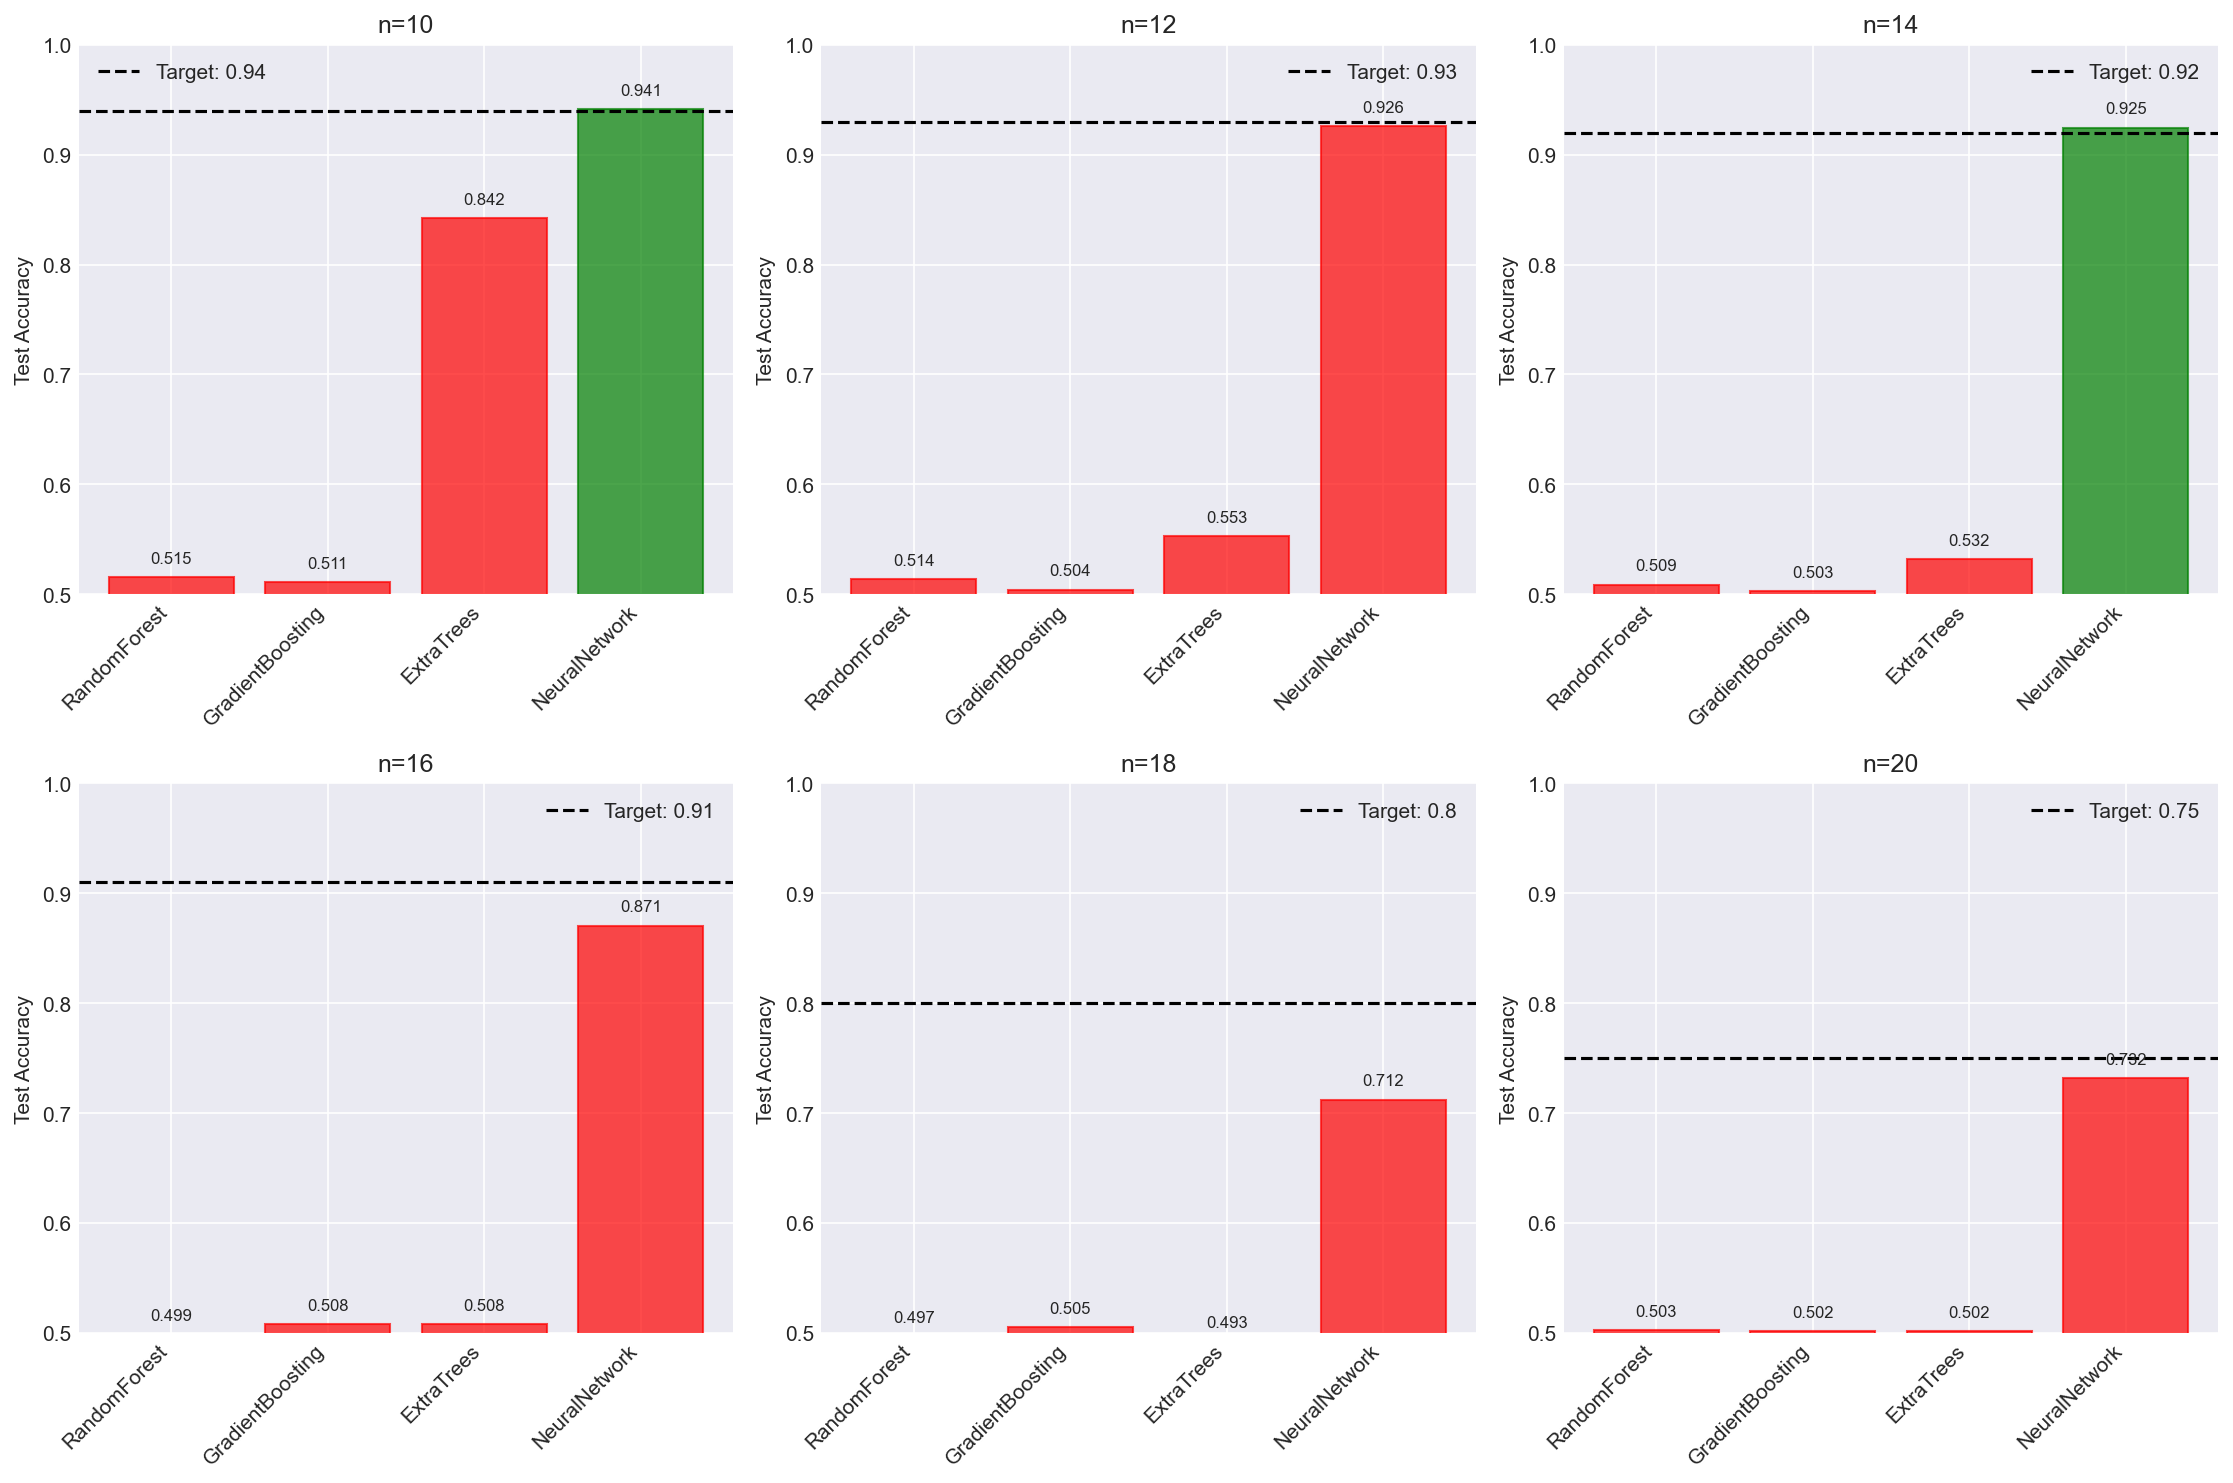 n=10
1.0
0.9
0.8
0.7
0.6
0.5
Test Accuracy
Target: 0.94
0.515
0.511
0.842
0.941
RandomForest
GradientBoosting
ExtraTrees
NeuralNetwork
n=12
1.0
0.9
0.8
0.7
0.6
0.5
Test Accuracy
Target: 0.93
0.514
0.504
0.553
0.926
RandomForest
GradientBoosting
ExtraTrees
NeuralNetwork
n=14
1.0
0.9
0.8
0.7
0.6
0.5
Test Accuracy
Target: 0.92
0.509
0.503
0.532
0.925
RandomForest
GradientBoosting
ExtraTrees
NeuralNetwork
n=16
1.0
0.9
0.8
0.7
0.6
0.5
Test Accuracy
Target: 0.91
0.499
0.508
0.508
0.871
RandomForest
GradientBoosting
ExtraTrees
NeuralNetwork
n=18
1.0
0.9
0.8
0.7
0.6
0.5
Test Accuracy
Target: 0.8
0.497
0.505
0.493
0.712
RandomForest
GradientBoosting
ExtraTrees
NeuralNetwork
n=20
1.0
0.9
0.8
0.7
0.6
0.5
Test Accuracy
Target: 0.75
0.503
0.502
0.502
0.732
RandomForest
GradientBoosting
ExtraTrees
NeuralNetwork